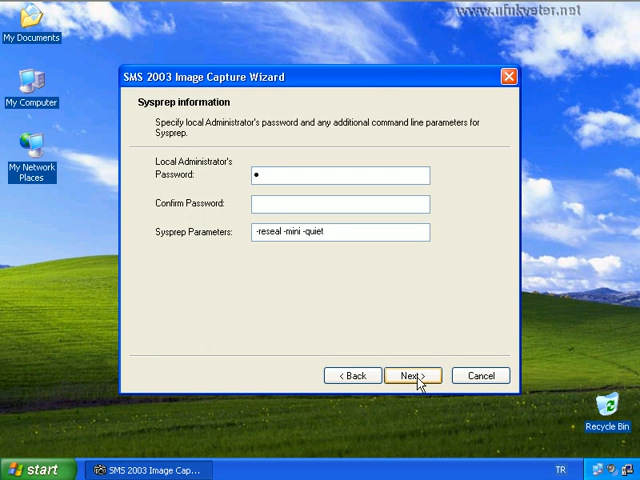 www.ufukyeter.net
My Documents
SMS 2003 Image Capture Wizard
My Computer
Sysprep information
Specify local Administrator's password and any additional command line parameters for
Sysprep.
Local Administrator's
Password:
My Network
Places
Confirm Password:
Sysprep Parameters:
-reseal -mini -quiet
< Back
Next >
Cancel
Recycle Bin
start
SMS 2003 Image Cap...
TR